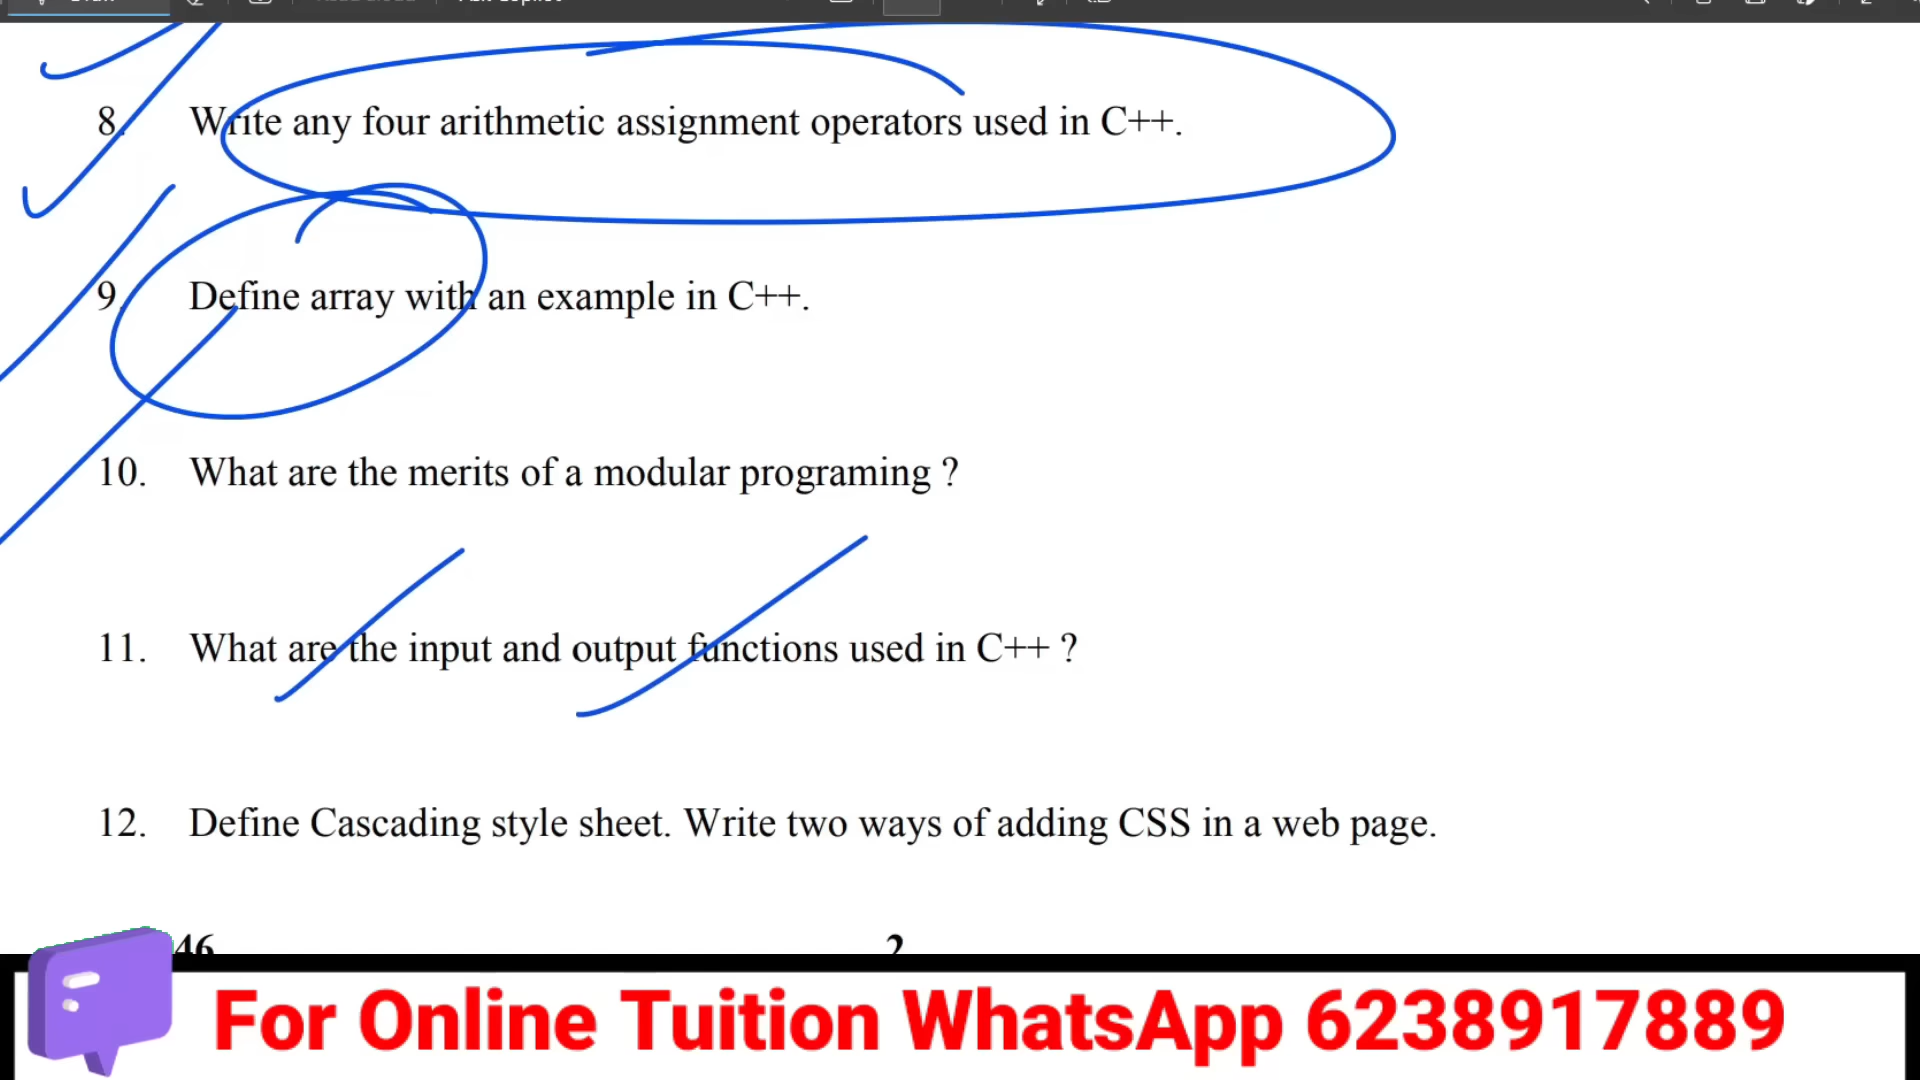 8. Write any four arithmetic assignment operators used in C++.
9. Define array with an example in C++.
10. What are the merits of a modular programing ?
11. What are the input and output functions used in C++ ?
12. Define Cascading style sheet. Write two ways of adding CSS in a web page.
46 2
For Online Tuition WhatsApp 6238917889